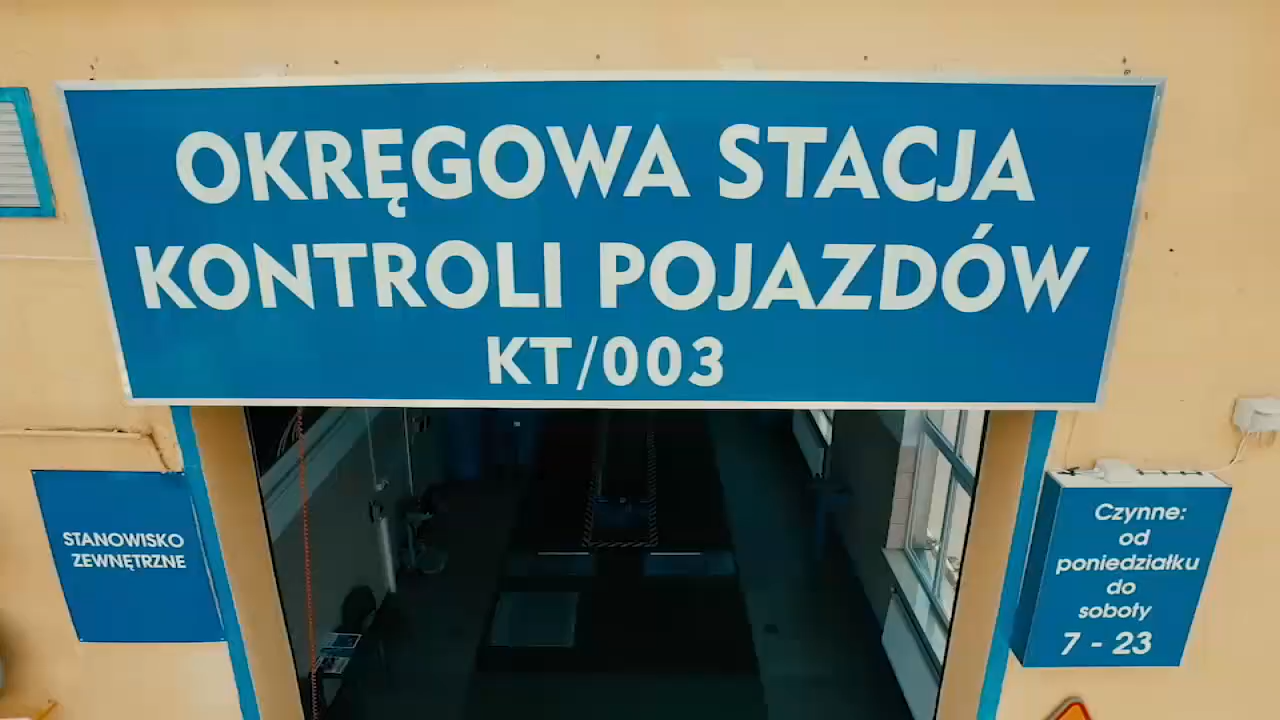 OKRĘGOWA STACJA
KONTROLI POJAZDÓW
KT/003
STANOWISKO
ZEWNĘTRZNE
Czynne:
od
poniedziałku
do
soboty
7 - 23